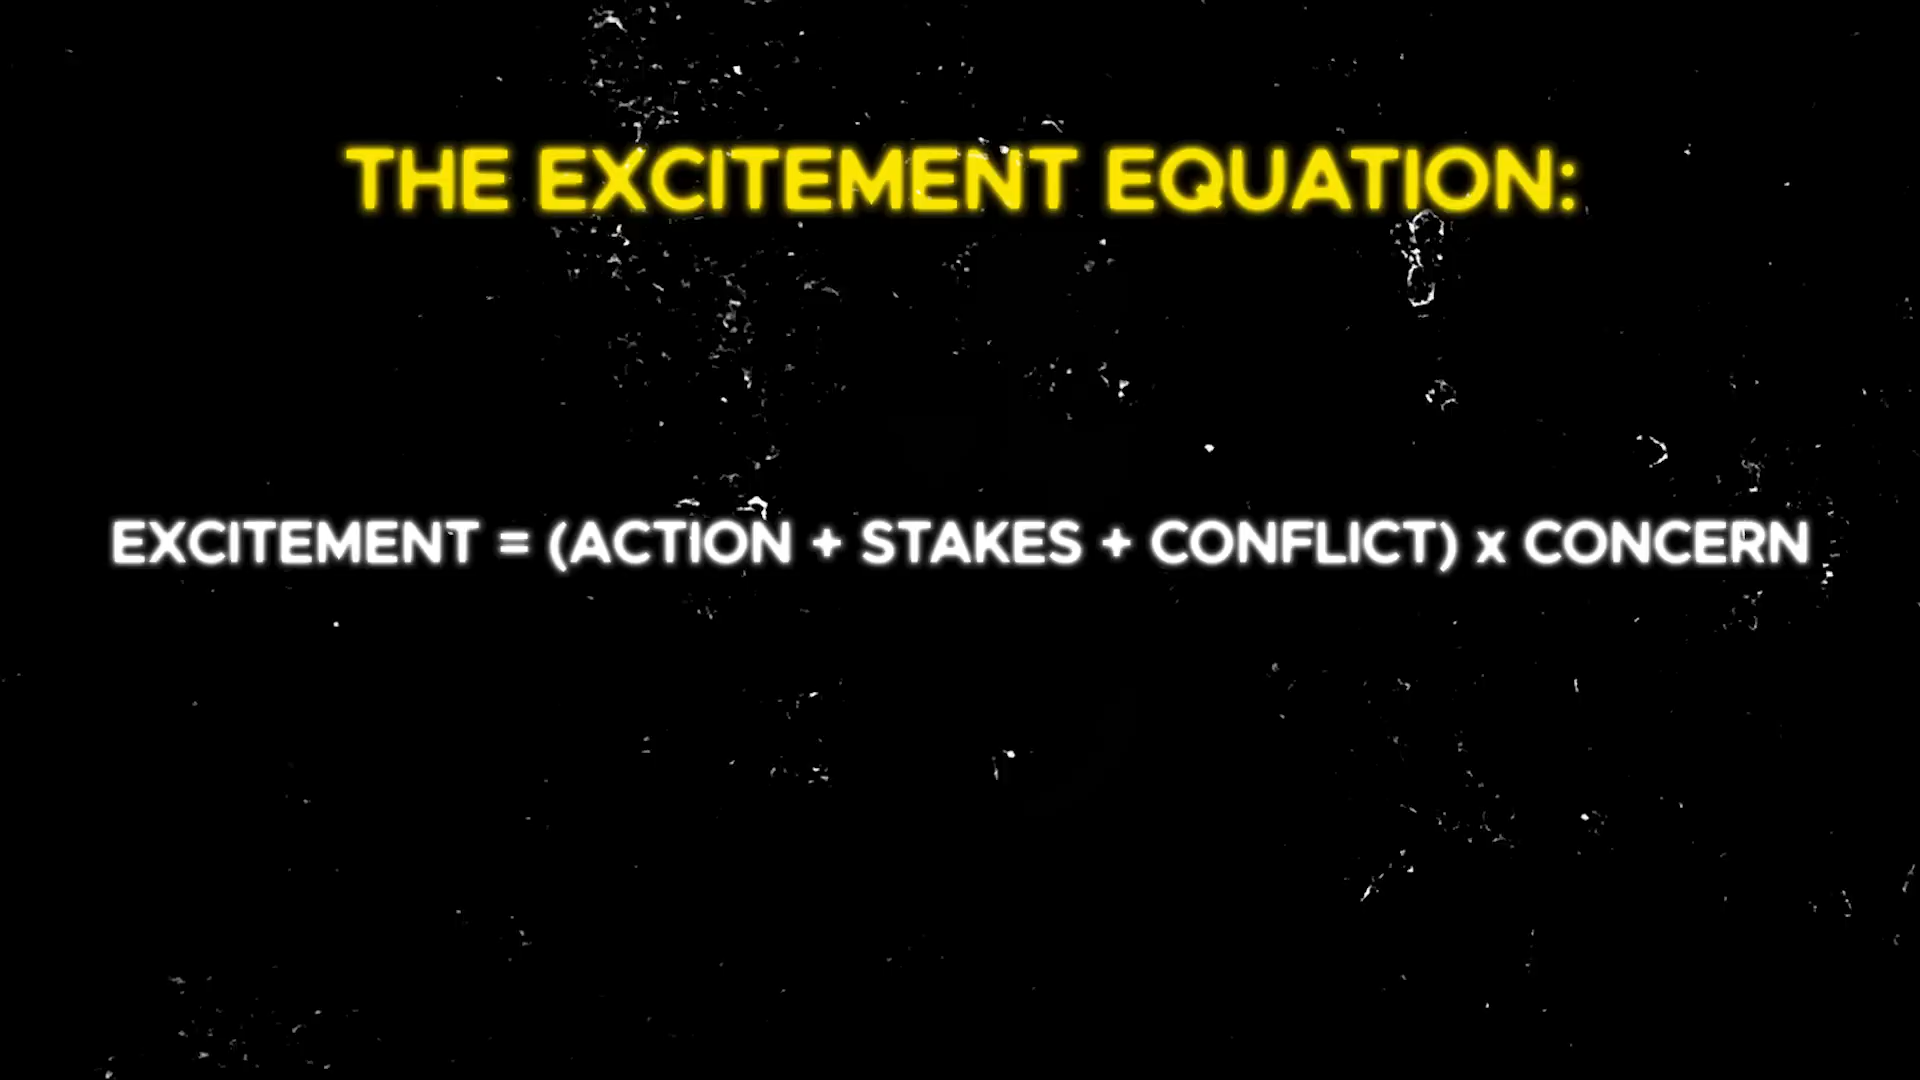 THE EXCITEMENT EQUATION:
EXCITEMENT = (ACTION + STAKES + CONFLICT) x CONCERN